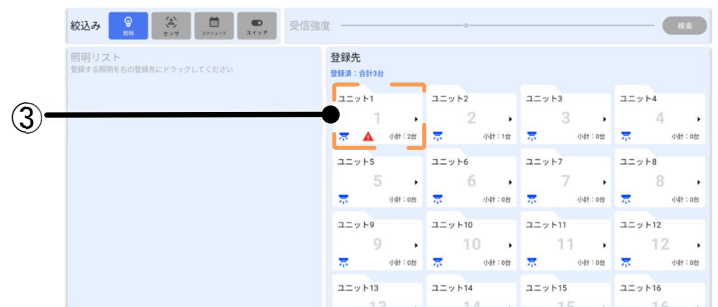 絞込み
照明
センサ
スケジュール
スイッチ
受信強度
検索
照明リスト
登録する照明を右の登録先にドラッグしてください
登録先
登録済：合計3台
③
ユニット1
1
小計：2台
ユニット2
2
小計：1台
ユニット3
3
小計：0台
ユニット4
4
小計：0台
ユニット5
5
小計：0台
ユニット6
6
小計：0台
ユニット7
7
小計：0台
ユニット8
8
小計：0台
ユニット9
9
小計：0台
ユニット10
10
小計：0台
ユニット11
11
小計：0台
ユニット12
12
小計：0台
ユニット13
13
ユニット14
14
ユニット15
15
ユニット16
16